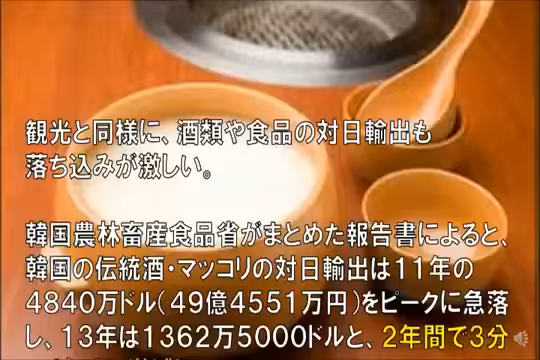 観光と同様に、酒類や食品の対日輸出も
落ち込みが激しい。
韓国農林畜産食品省がまとめた報告書によると、
韓国の伝統酒・マッコリの対日輸出は11年の
4840万ドル(49億4551万円)をピークに急落
し、13年は1362万5000ドルと、2年間で3分